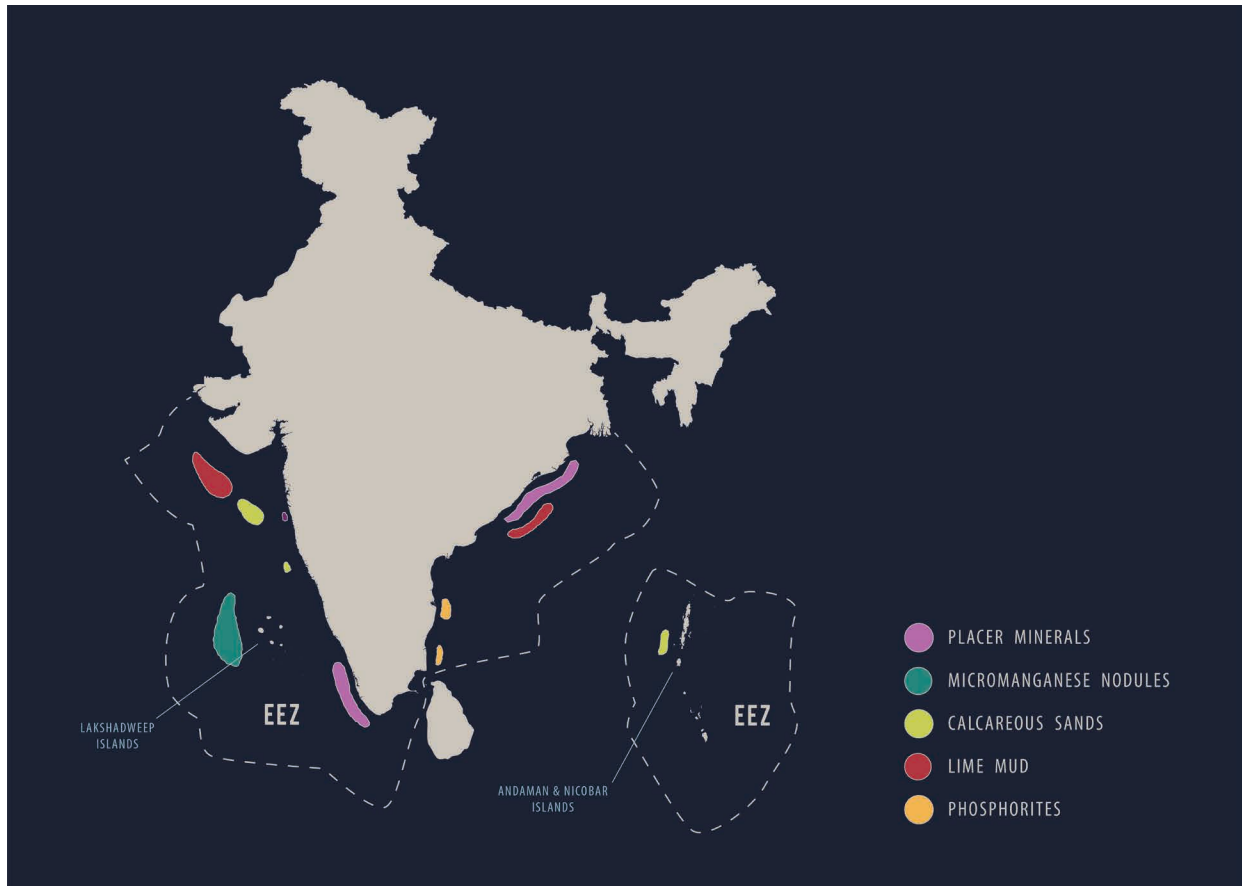 LAKSHADWEEP
ISLANDS
EEZ
ANDAMAN & NICOBAR
ISLANDS
EEZ
PLACER MINERALS
MICROMANGANESE NODULES
CALCAREOUS SANDS
LIME MUD
PHOSPHORITES